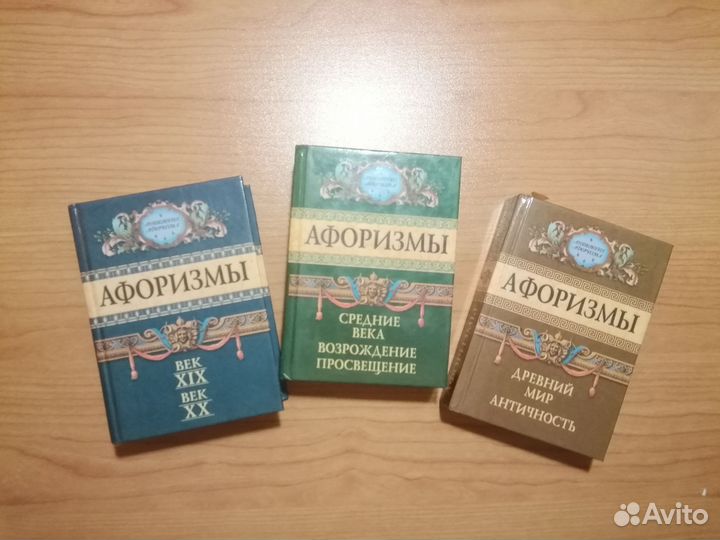 АФОРИЗМЫ
ВЕК
XIX
ВЕК
XX
АФОРИЗМЫ
СРЕДНИЕ
ВЕКА
ВОЗРОЖДЕНИЕ
ПРОСВЕЩЕНИЕ
АФОРИЗМЫ
ДРЕВНИЙ
МИР
АНТИЧНОСТЬ
Avito